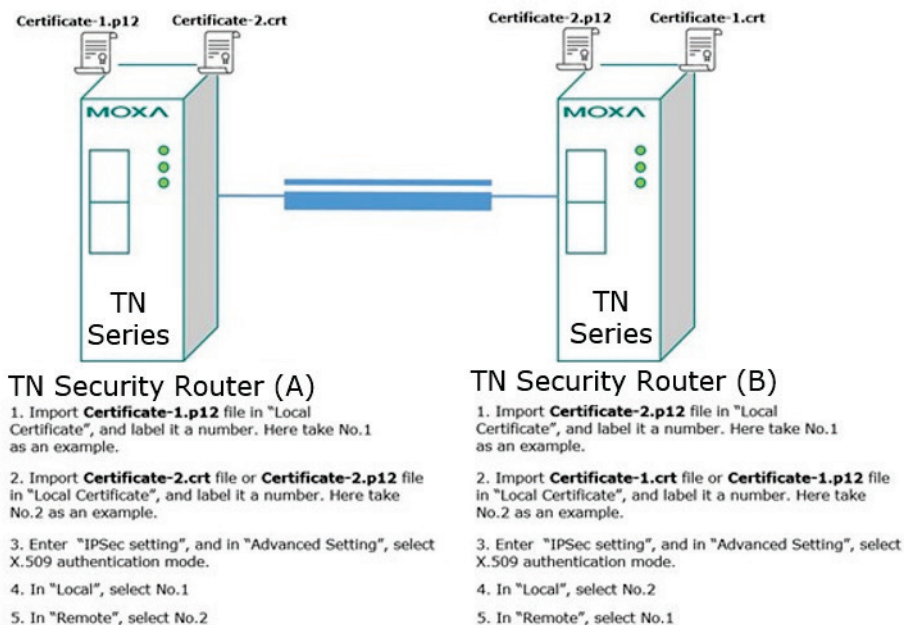 Certificate-1.p12 Certificate-2.crt
MOXA
TN
Series
TN Security Router (A)
1. Import Certificate-1.p12 file in "Local
Certificate", and label it a number. Here take No.1
as an example.
2. Import Certificate-2.crt file or Certificate-2.p12 file
in "Local Certificate", and label it a number. Here take
No.2 as an example.
3. Enter "IPSec setting", and in "Advanced Setting", select
X.509 authentication mode.
4. In "Local", select No.1
5. In "Remote", select No.2
Certificate-2.p12 Certificate-1.crt
MOXA
TN
Series
TN Security Router (B)
1. Import Certificate-2.p12 file in "Local
Certificate", and label it a number. Here take No.1
as an example.
2. Import Certificate-1.crt file or Certificate-1.p12 file
in "Local Certificate", and label it a number. Here take
No.2 as an example.
3. Enter "IPSec setting", and in "Advanced Setting", select
X.509 authentication mode.
4. In "Local", select No.2
5. In "Remote", select No.1